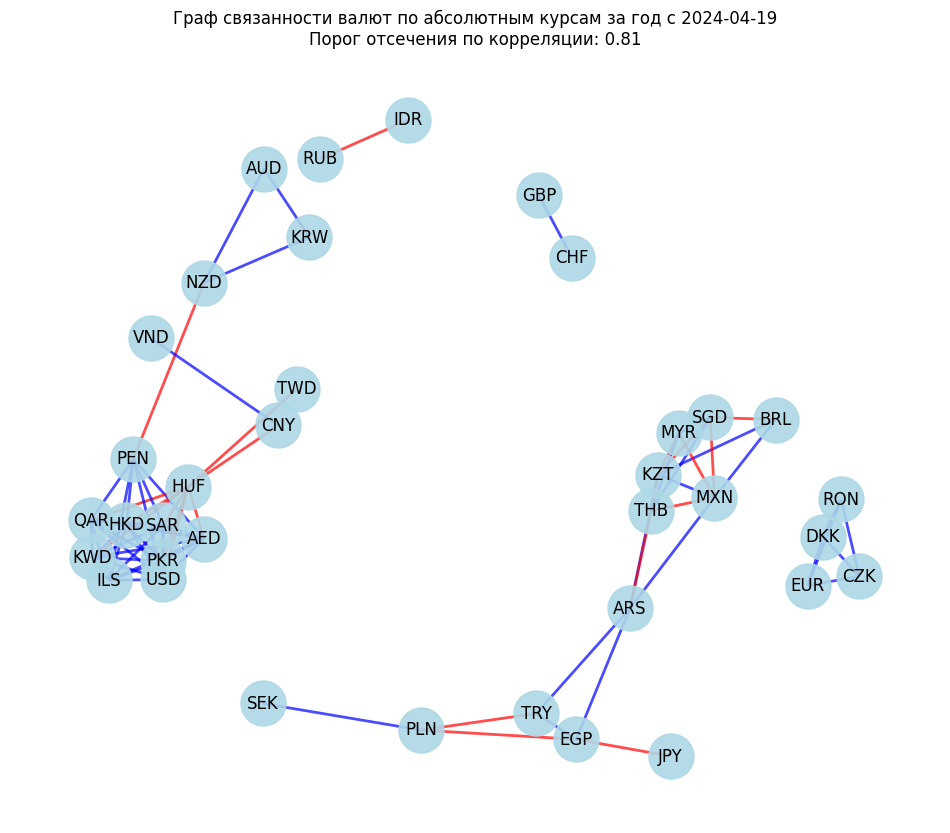 Граф связанности валют по абсолютным курсам за год с 2024-04-19
Порог отсечения по корреляции: 0.81
IDR
RUB
AUD
GBP
KRW
CHF
NZD
VND
TWD
SGD
BRL
CNY
MYR
PEN
KZT
HUF
MXN
RON
THB
QAR
HKD
SAR
DKK
AED
KWD
PKR
ILS
USD
CZK
EUR
ARS
SEK
TRY
PLN
EGP
JPY